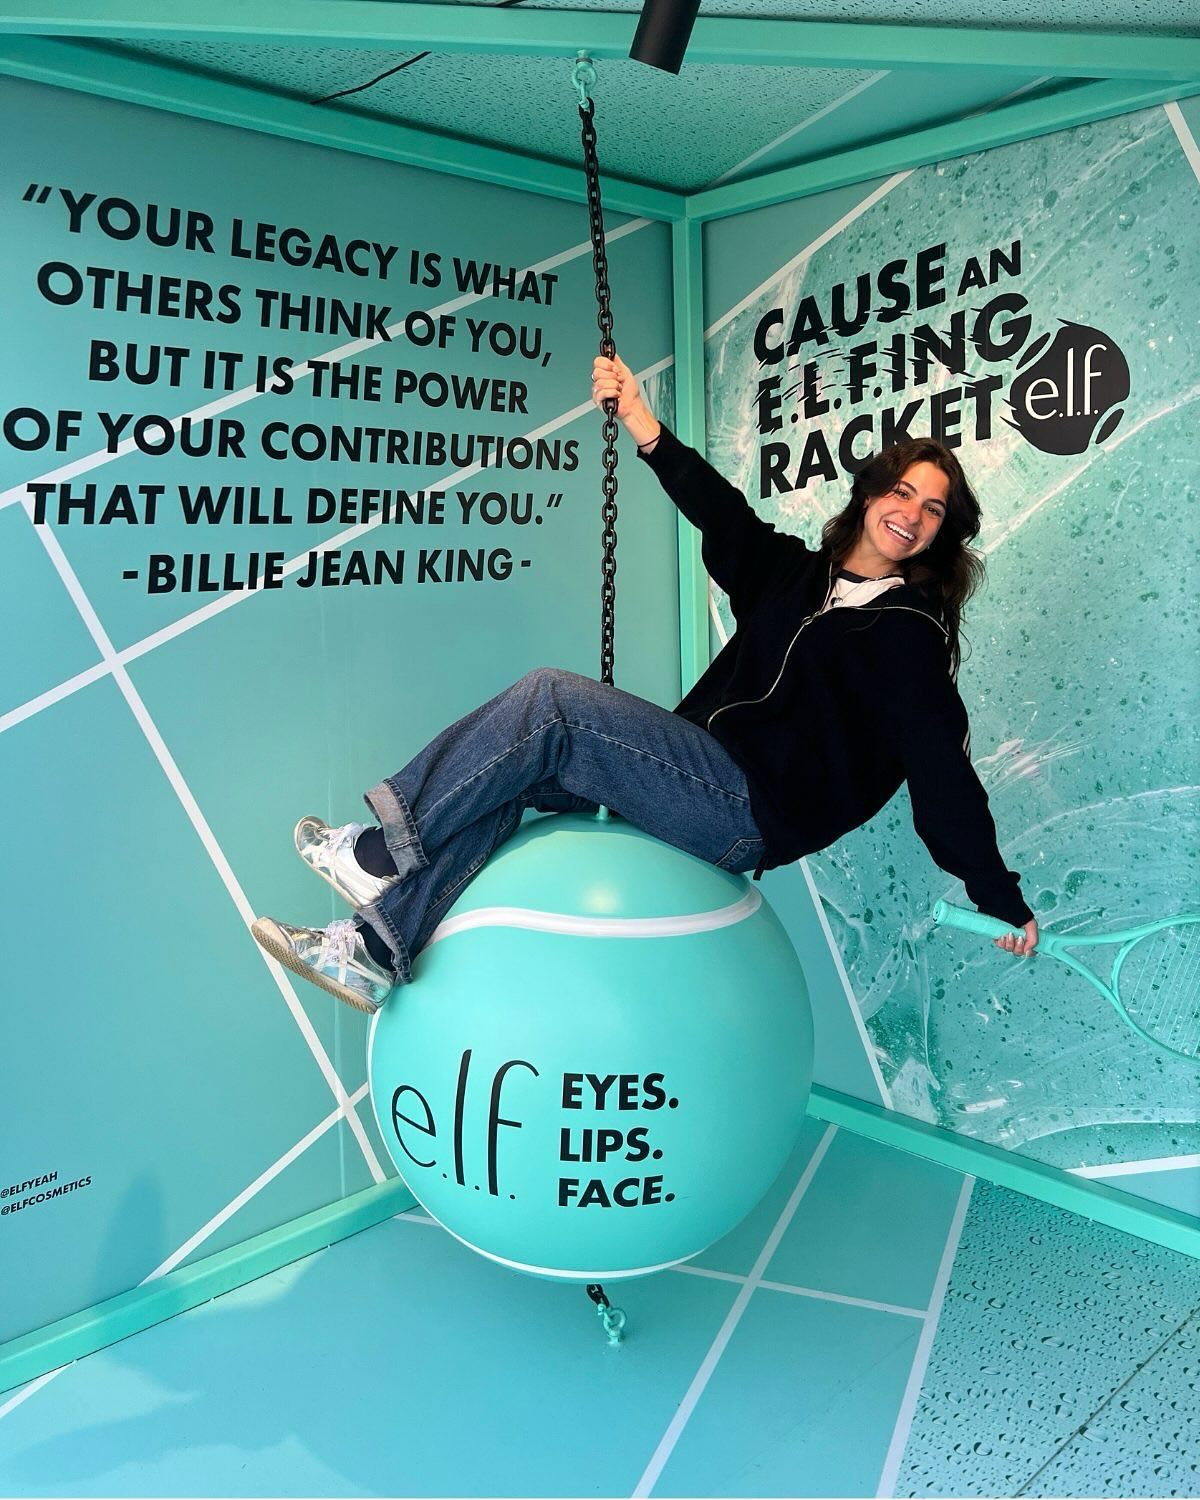 “YOUR LEGACY IS WHAT
OTHERS THINK OF YOU,
BUT IT IS THE POWER
OF YOUR CONTRIBUTIONS
THAT WILL DEFINE YOU.”
-BILLIE JEAN KING-
CAUSE AN
E.L.F.ING
RACKET
e.l.f.
e.l.f.
EYES.
LIPS.
FACE.
@ELFYEAH
@ELFCOSMETICS